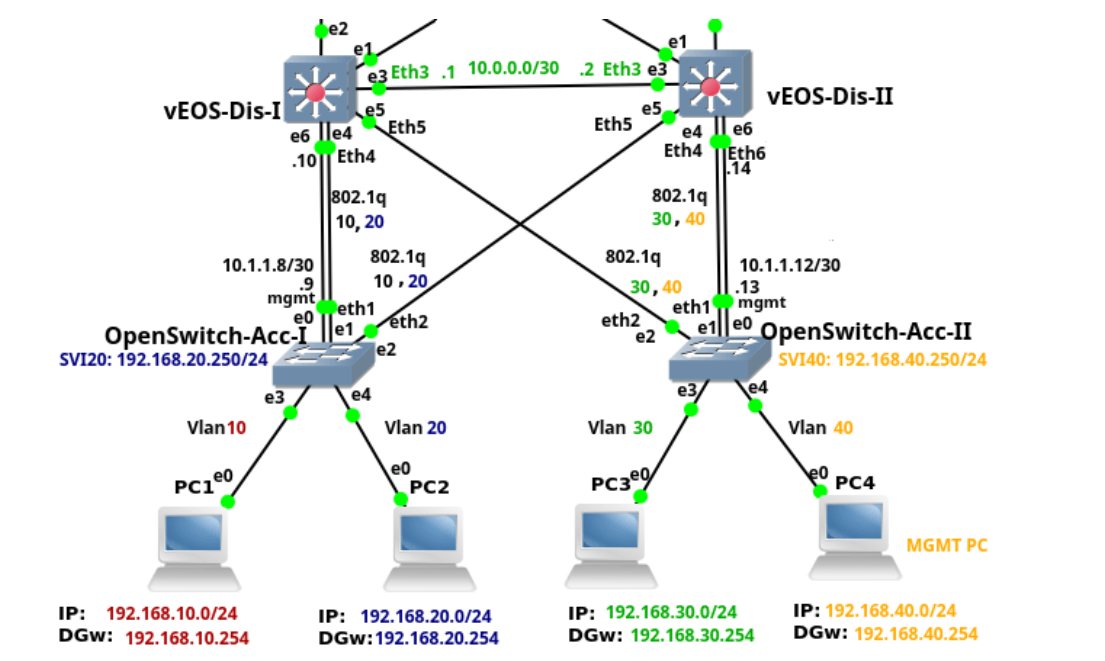 e2
e1
e1
e3
Eth3 .1 10.0.0.0/30 .2 Eth3
e3
vEOS-Dis-I
vEOS-Dis-II
e5
Eth5
e5
Eth5
e6
e4
.10
Eth4
e4
e6
Eth4
Eth6
.14
802.1q
10, 20
802.1q
30, 40
802.1q
10 , 20
802.1q
30, 40
10.1.1.8/30
.9
mgmt
eth1
e0
e1
eth2
e2
10.1.1.12/30
.13
mgmt
eth1
e0
e1
eth2
e2
OpenSwitch-Acc-I
SVI20: 192.168.20.250/24
OpenSwitch-Acc-II
SVI40: 192.168.40.250/24
e3
e4
e3
e4
Vlan10
Vlan 20
Vlan 30
Vlan 40
e0
PC1
e0
PC2
e0
PC3
e0
PC4
MGMT PC
IP: 192.168.10.0/24
DGw: 192.168.10.254
IP: 192.168.20.0/24
DGw:192.168.20.254
IP: 192.168.30.0/24
DGw: 192.168.30.254
IP: 192.168.40.0/24
DGw: 192.168.40.254